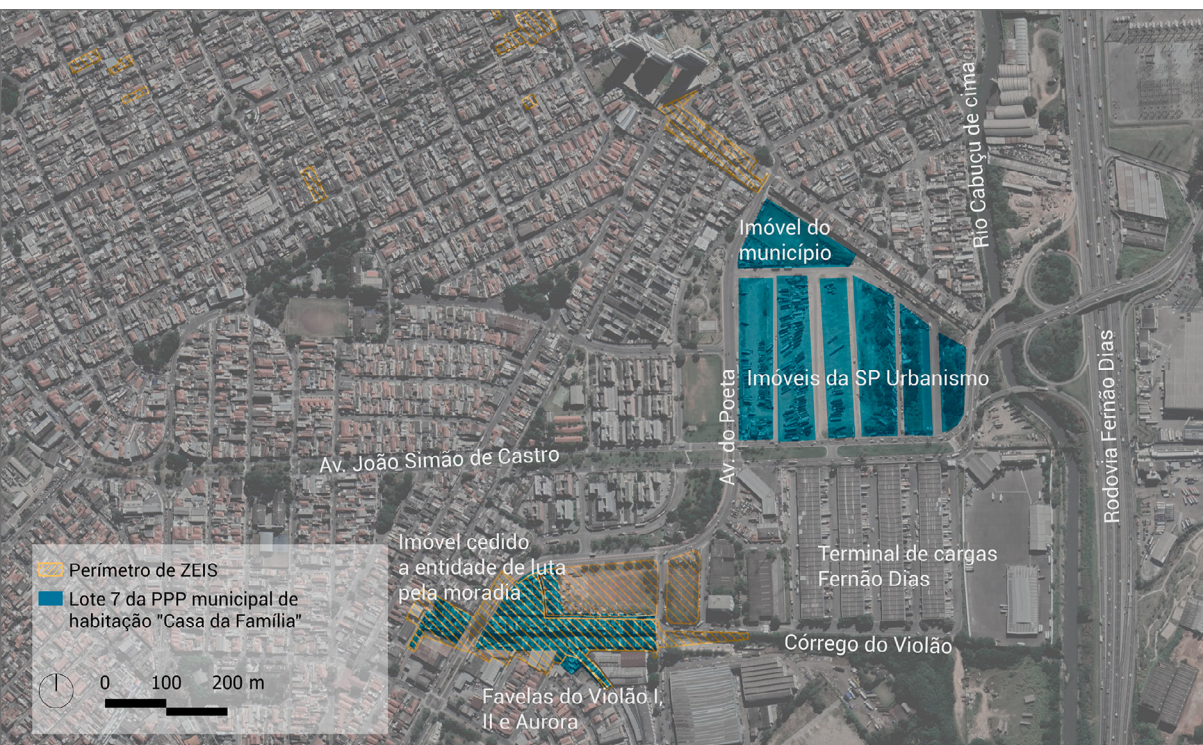 Imóvel do
município
Rio Cabuçu de cima
Imóveis da SP Urbanismo
Av. do Poeta
Rodovia Fernão Dias
Av. João Simão de Castro
Imóvel cedido
a entidade de luta
pela moradia
Terminal de cargas
Fernão Dias
Perímetro de ZEIS
Lote 7 da PPP municipal de
habitação "Casa da Família"
Córrego do Violão
0 100 200 m
Favelas do Violão I,
II e Aurora